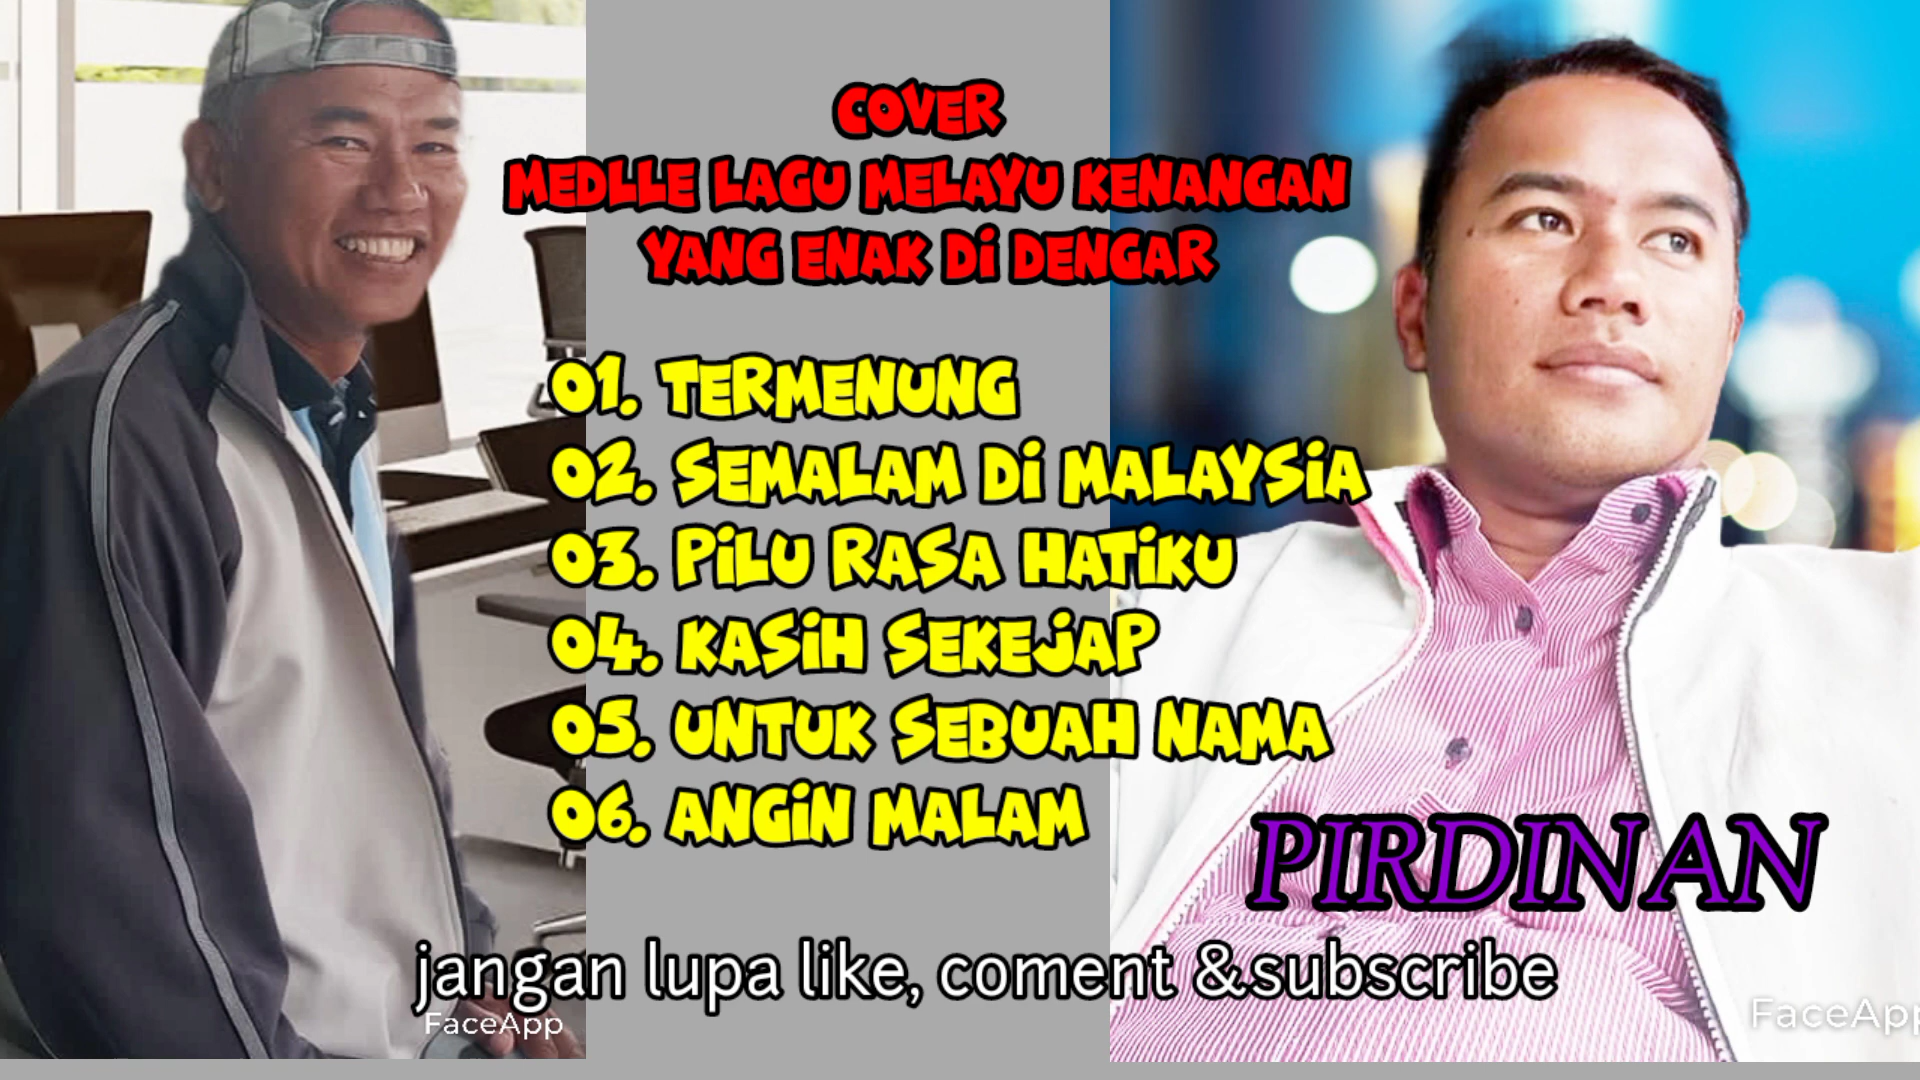 COVER
MEDLLE LAGU MELAYU KENANGAN
YANG ENAK Di DENGAR
01. TERMENUNG
02. SEMALAM Di MALAYSiA
03. PiLU RASA HATiKU
04. KASiH SEKEJAP
05. UNTUK SEBUAH NAMA
06. ANGiN MALAM
PIRDINAN
jangan lupa like, coment &subscribe
FaceApp
FaceApp